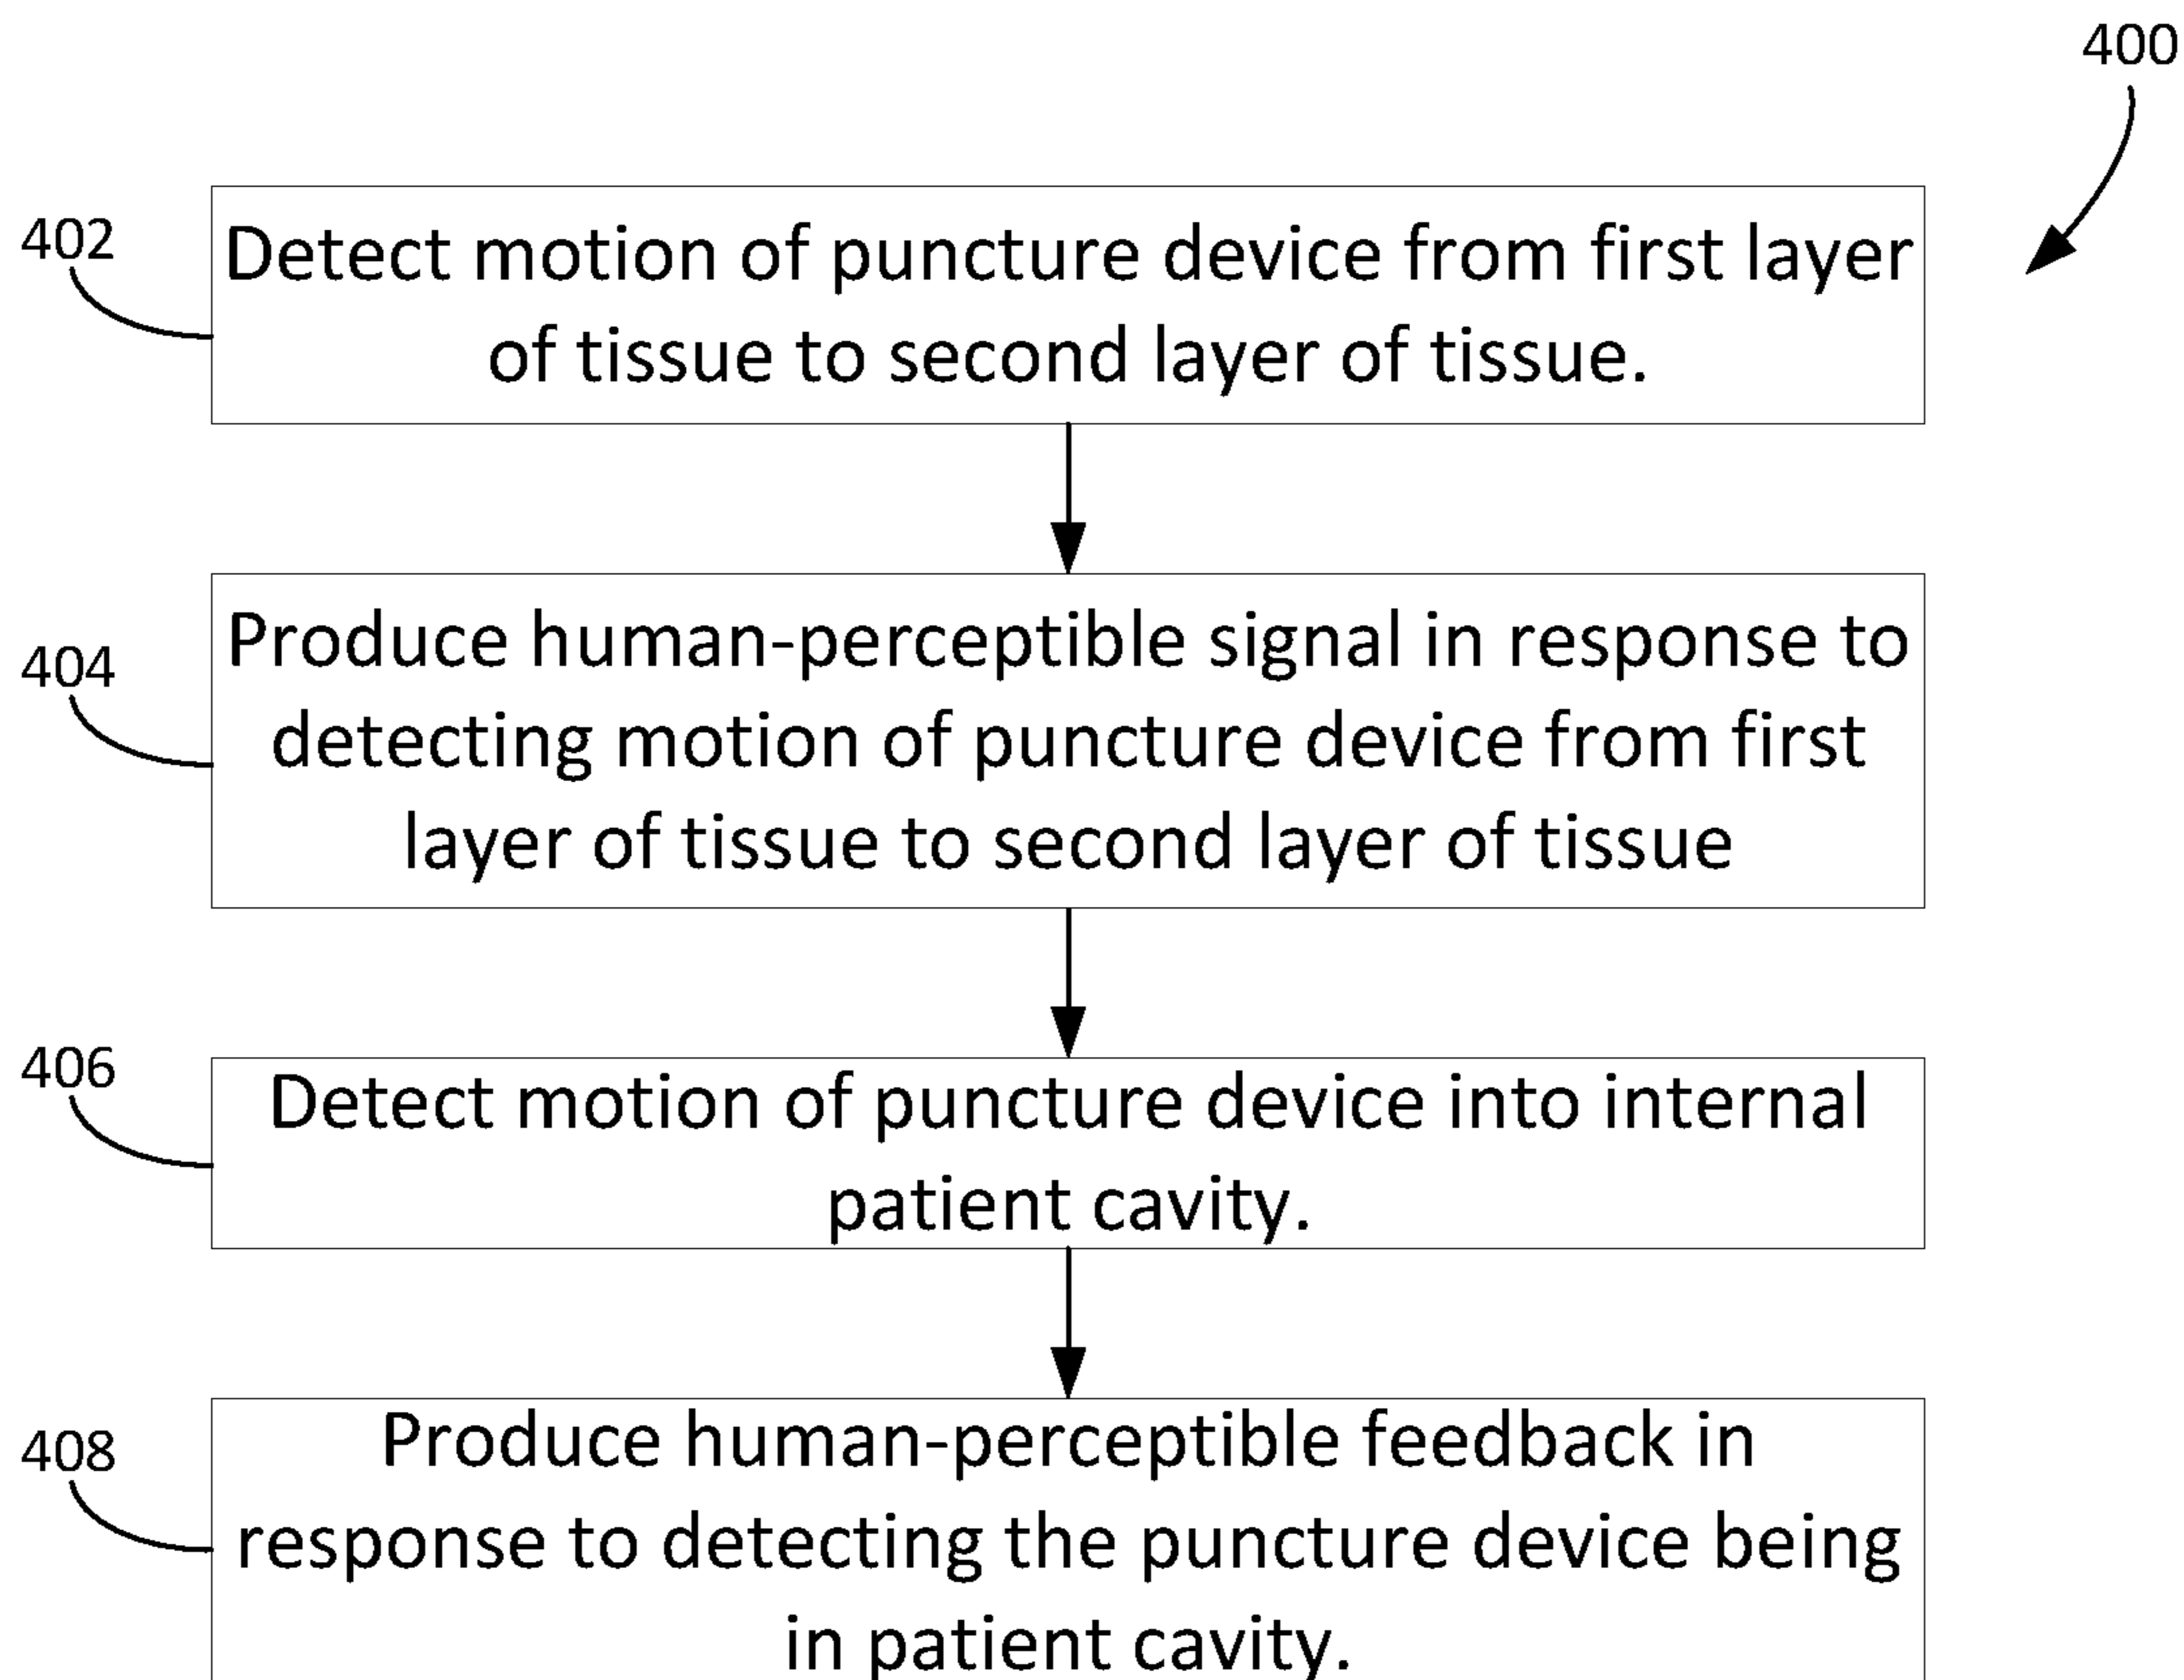 400
402
Detect motion of puncture device from first layer
of tissue to second layer of tissue.
404
Produce human-perceptible signal in response to
detecting motion of puncture device from first
layer of tissue to second layer of tissue
406
Detect motion of puncture device into internal
patient cavity.
408
Produce human-perceptible feedback in
response to detecting the puncture device being
in patient cavity.